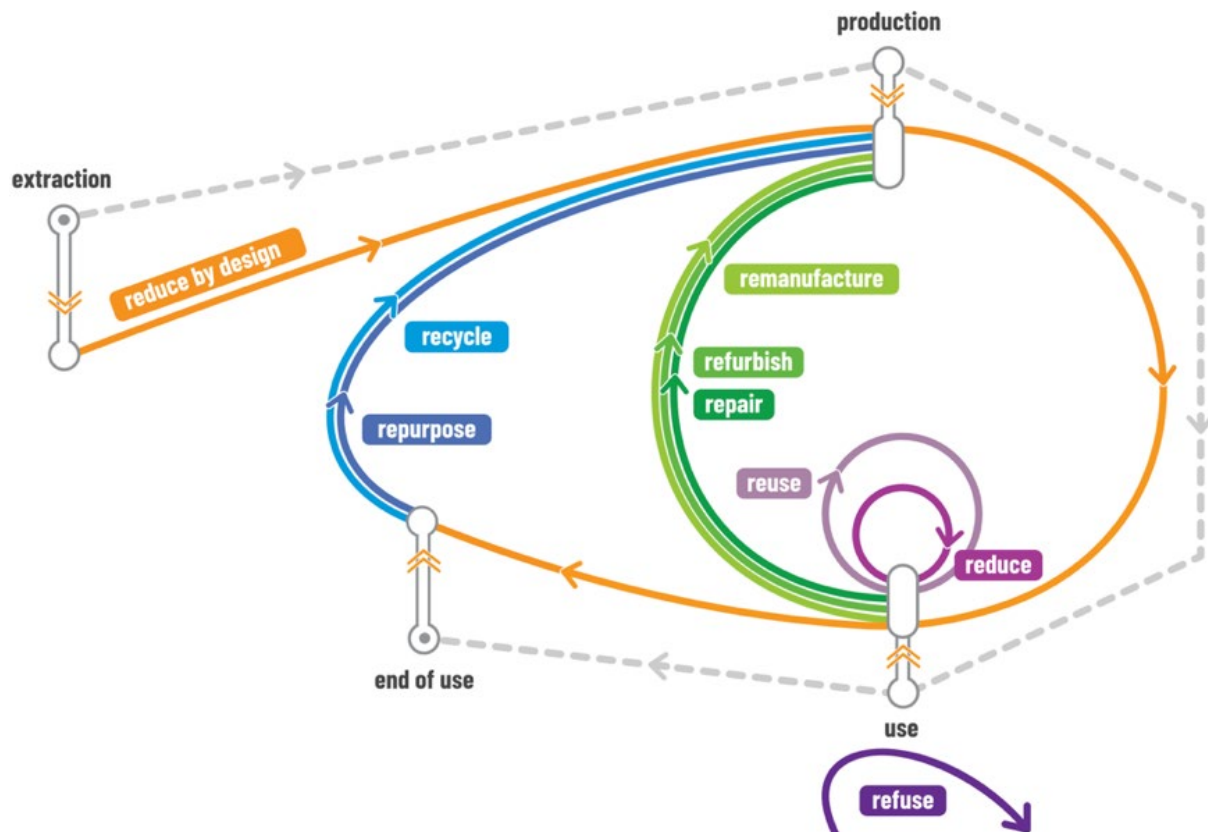 production
extraction
reduce by design
remanufacture
recycle
refurbish
repair
repurpose
reuse
reduce
end of use
use
refuse